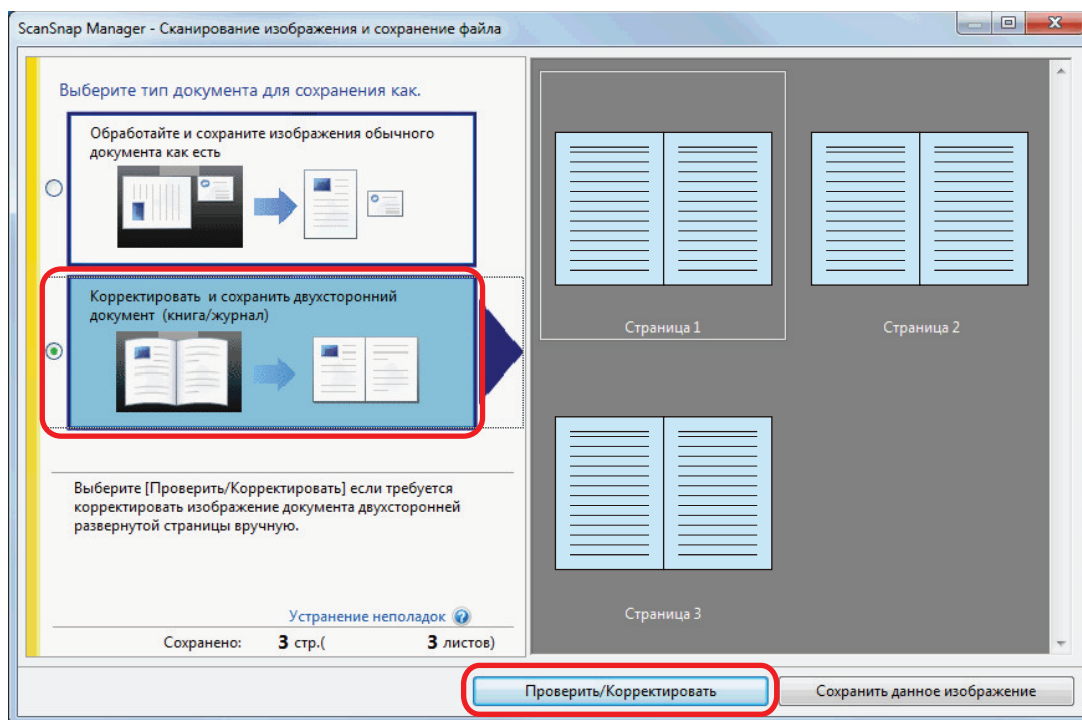 ScanSnap Manager - Сканирование изображения и сохранение файла
Выберите тип документа для сохранения как.
Обработайте и сохраните изображения обычного
документа как есть
Корректировать и сохранить двухсторонний
документ (книга/журнал)
Выберите [Проверить/Корректировать] если требуется
корректировать изображение документа двухсторонней
развернутой страницы вручную.
Устранение неполадок ?
Сохранено: 3 стр.( 3 листов)
Страница 1
Страница 2
Страница 3
Проверить/Корректировать
Сохранить данное изображение